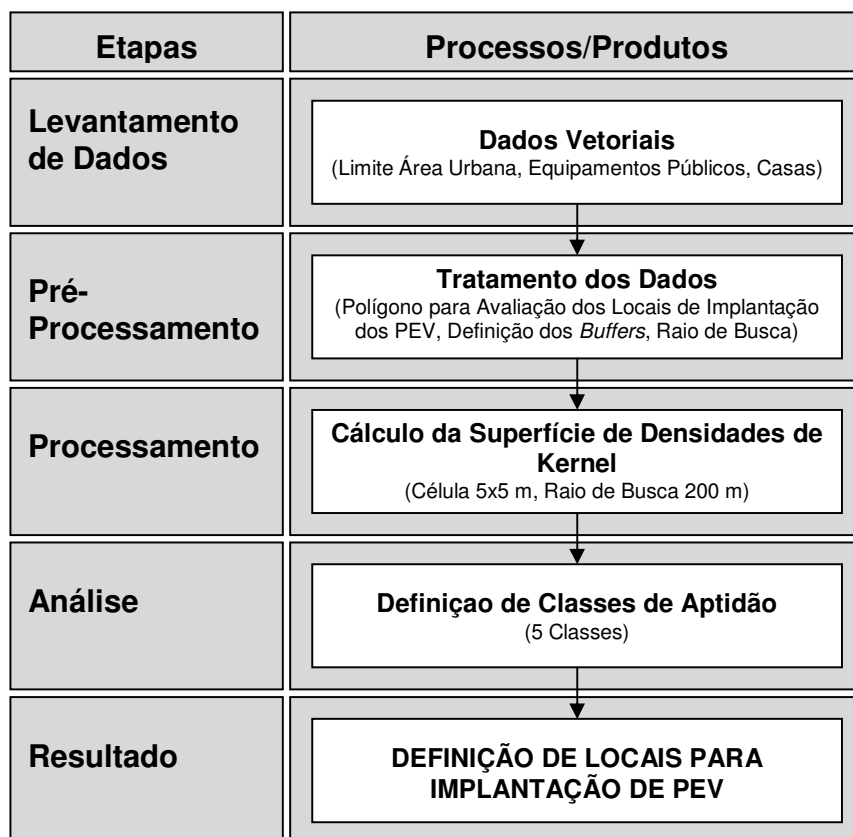 Etapas
Processos/Produtos
Levantamento
de Dados
Dados Vetoriais
(Limite Área Urbana, Equipamentos Públicos, Casas)
Pré-
Processamento
Tratamento dos Dados
(Polígono para Avaliação dos Locais de Implantação
dos PEV, Definição dos Buffers, Raio de Busca)
Processamento
Cálculo da Superfície de Densidades de
Kernel
(Célula 5x5 m, Raio de Busca 200 m)
Análise
Definiçao de Classes de Aptidão
(5 Classes)
Resultado
DEFINIÇÃO DE LOCAIS PARA
IMPLANTAÇÃO DE PEV